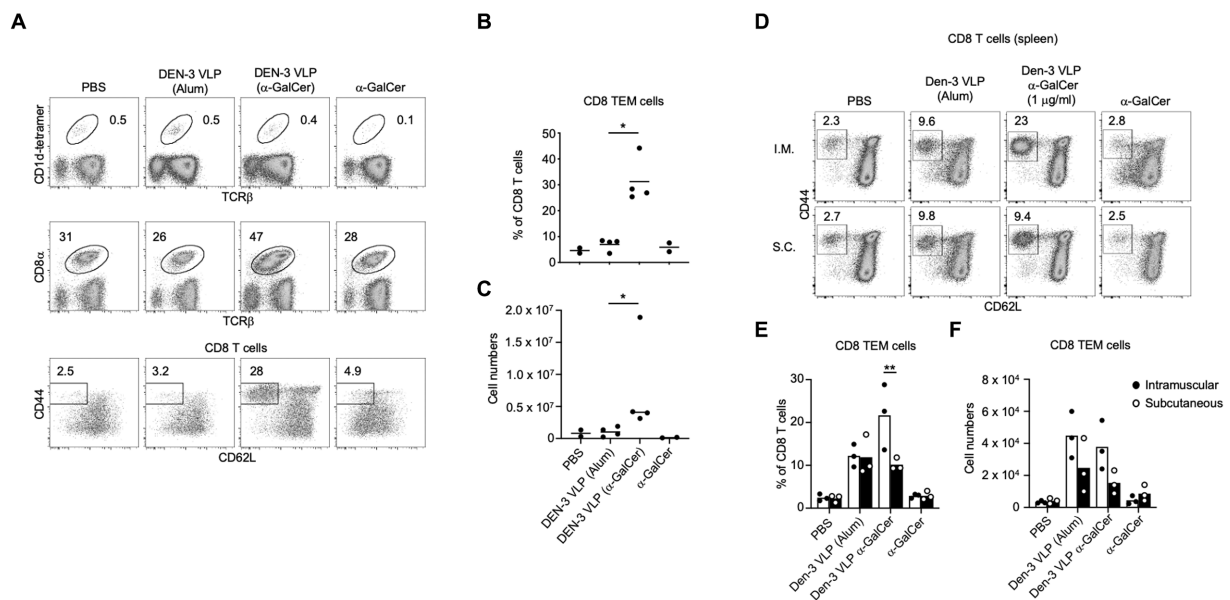 A
PBS
DEN-3 VLP
(Alum)
DEN-3 VLP
(α-GalCer)
α-GalCer
CD1d-tetramer
0.5
0.5
0.4
0.1
TCRβ
CD8α
31
26
47
28
TCRβ
CD8 T cells
CD44
2.5
3.2
28
4.9
CD62L
B
CD8 TEM cells
% of CD8 T cells
50
40
30
20
10
0
*
C
Cell numbers
2.0 x 10⁷
1.5 x 10⁷
1.0 x 10⁷
0.5 x 10⁷
0
*
PBS
DEN-3 VLP (Alum)
DEN-3 VLP (α-GalCer)
α-GalCer
D
CD8 T cells (spleen)
PBS
Den-3 VLP
(Alum)
Den-3 VLP
α-GalCer
(1 μg/ml)
α-GalCer
I.M.
2.3
9.6
23
2.8
CD44
S.C.
2.7
9.8
9.4
2.5
CD62L
E
CD8 TEM cells
% of CD8 T cells
30
20
10
0
**
PBS
Den-3 VLP (Alum)
Den-3 VLP α-GalCer
α-GalCer
F
CD8 TEM cells
Cell numbers
8 x 10⁴
6 x 10⁴
4 x 10⁴
2 x 10⁴
0
PBS
Den-3 VLP (Alum)
Den-3 VLP α-GalCer
α-GalCer
Intramuscular
Subcutaneous